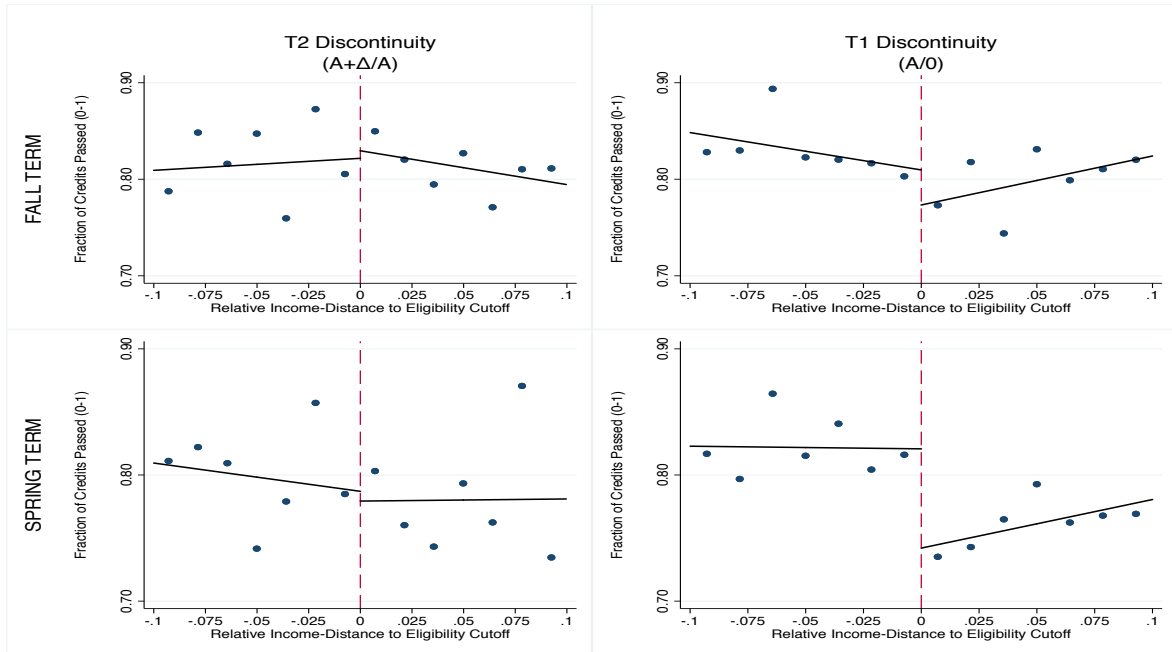 T2 Discontinuity
(A+Δ/A)
T1 Discontinuity
(A/0)
FALL TERM
Fraction of Credits Passed (0-1)
0.90
0.80
0.70
-.1 -.075 -.05 -.025 0 .025 .05 .075 .1
Relative Income-Distance to Eligibility Cutoff
Fraction of Credits Passed (0-1)
0.90
0.80
0.70
-.1 -.075 -.05 -.025 0 .025 .05 .075 .1
Relative Income-Distance to Eligibility Cutoff
SPRING TERM
Fraction of Credits Passed (0-1)
0.90
0.80
0.70
-.1 -.075 -.05 -.025 0 .025 .05 .075 .1
Relative Income-Distance to Eligibility Cutoff
Fraction of Credits Passed (0-1)
0.90
0.80
0.70
-.1 -.075 -.05 -.025 0 .025 .05 .075 .1
Relative Income-Distance to Eligibility Cutoff